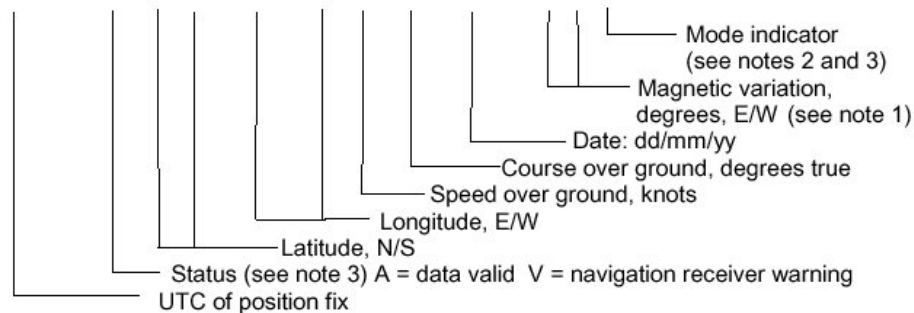 Mode indicator
(see notes 2 and 3)
Magnetic variation,
degrees, E/W (see note 1)
Date: dd/mm/yy
Course over ground, degrees true
Speed over ground, knots
Longitude, E/W
Latitude, N/S
Status (see note 3) A = data valid V = navigation receiver warning
UTC of position fix